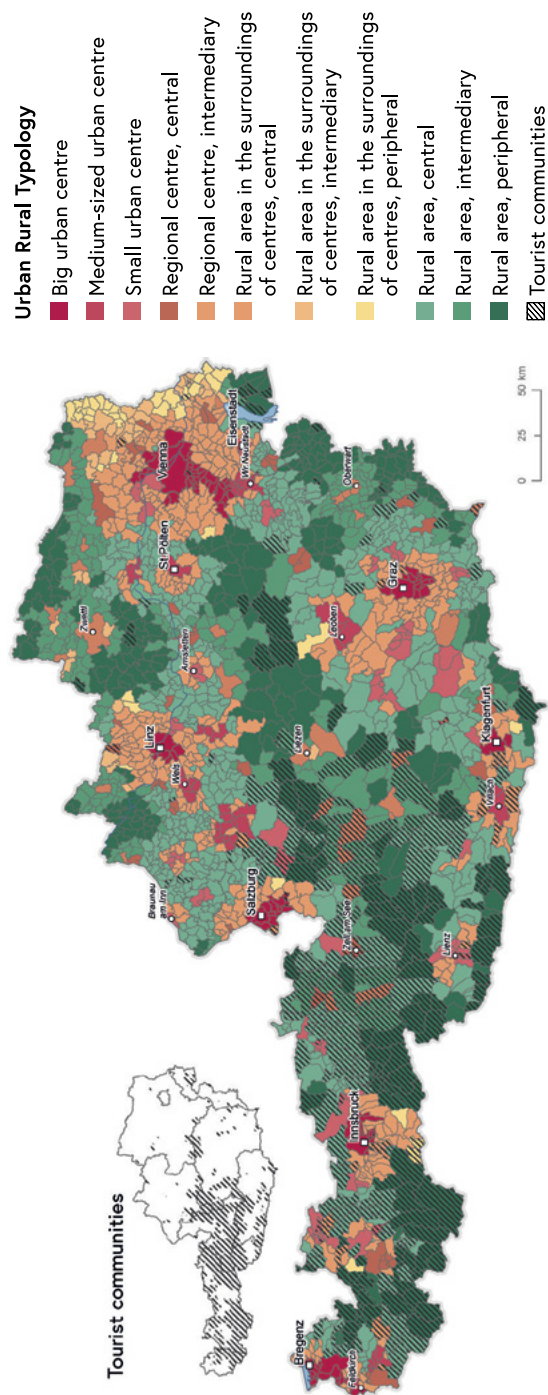 Urban Rural Typology
Big urban centre
Medium-sized urban centre
Small urban centre
Regional centre, central
Regional centre, intermediary
Rural area in the surroundings
of centres, central
Rural area in the surroundings
of centres, intermediary
Rural area in the surroundings
of centres, peripheral
Rural area, central
Rural area, intermediary
Rural area, peripheral
Tourist communities
Tourist communities
Bregenz
Feldkirch
Innsbruck
Zell am See
Lienz
Salzburg
Braunau
am Inn
Wels
Linz
Liezen
Villach
Klagenfurt
Amstetten
Zwettl
Leoben
Graz
St.Pölten
Vienna
Wr.Neustadt
Eisenstadt
Oberwart
0 25 50 km